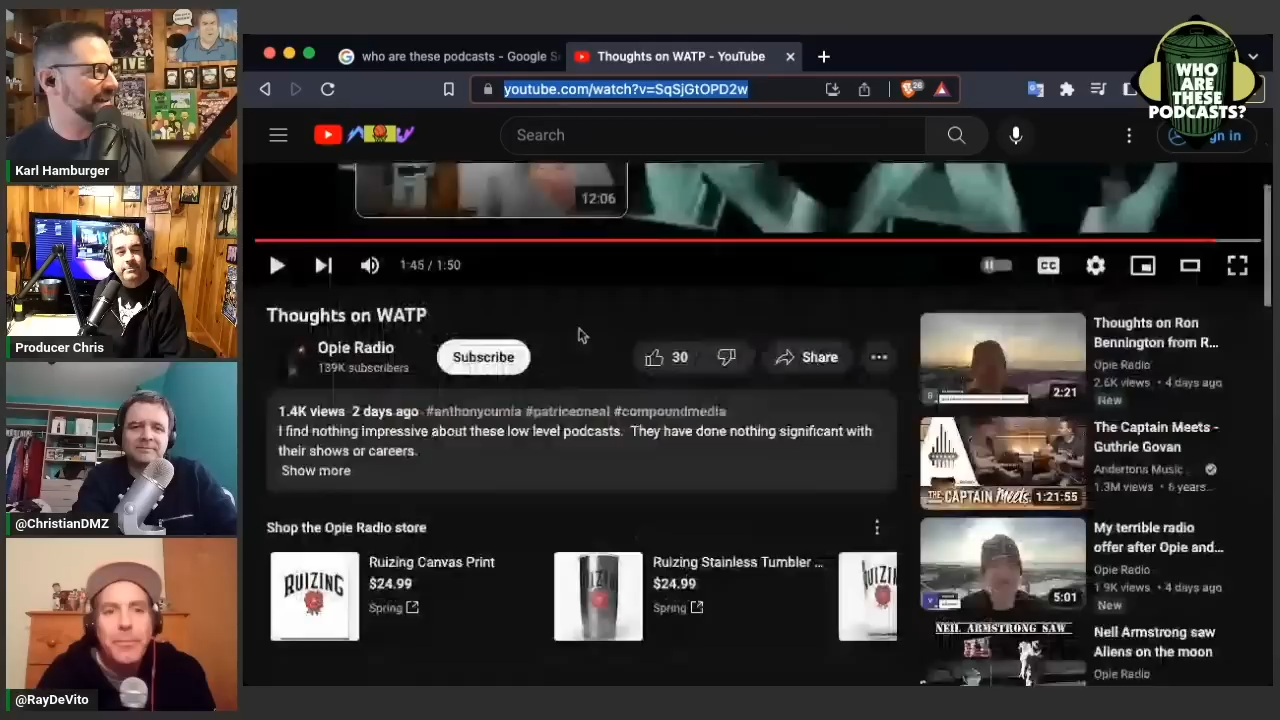 LIVE
Karl Hamburger
Producer Chris
@ChristianDMZ
@RayDeVito
who are these podcasts - Google S
Thoughts on WATP - YouTube
youtube.com/watch?v=SqSjGtOPD2w
26
WHO
ARE
THESE
PODCASTS?
Search
gn in
12:06
1:45 / 1:50
CC
Thoughts on WATP
Opie Radio
139K subscribers
Subscribe
30
Share
1.4K views 2 days ago #anthonycumia #patriceoneal #compoundmedia
I find nothing impressive about these low level podcasts. They have done nothing significant with
their shows or careers.
Show more
Shop the Opie Radio store
RUIZING
Ruizing Canvas Print
$24.99
Spring
Ruizing Stainless Tumbler ...
$24.99
Spring
Thoughts on Ron
Bennington from R...
Opie Radio
2.6K views • 4 days ago
New
2:21
The Captain Meets -
Guthrie Govan
Andertons Music
1.3M views • 6 years...
THE CAPTAIN Meets.
1:21:55
My terrible radio
offer after Opie and...
Opie Radio
1.9K views • 4 days ago
New
5:01
NEIL ARMSTRONG SAW
Neil Armstrong saw
Aliens on the moon
Opie Radio